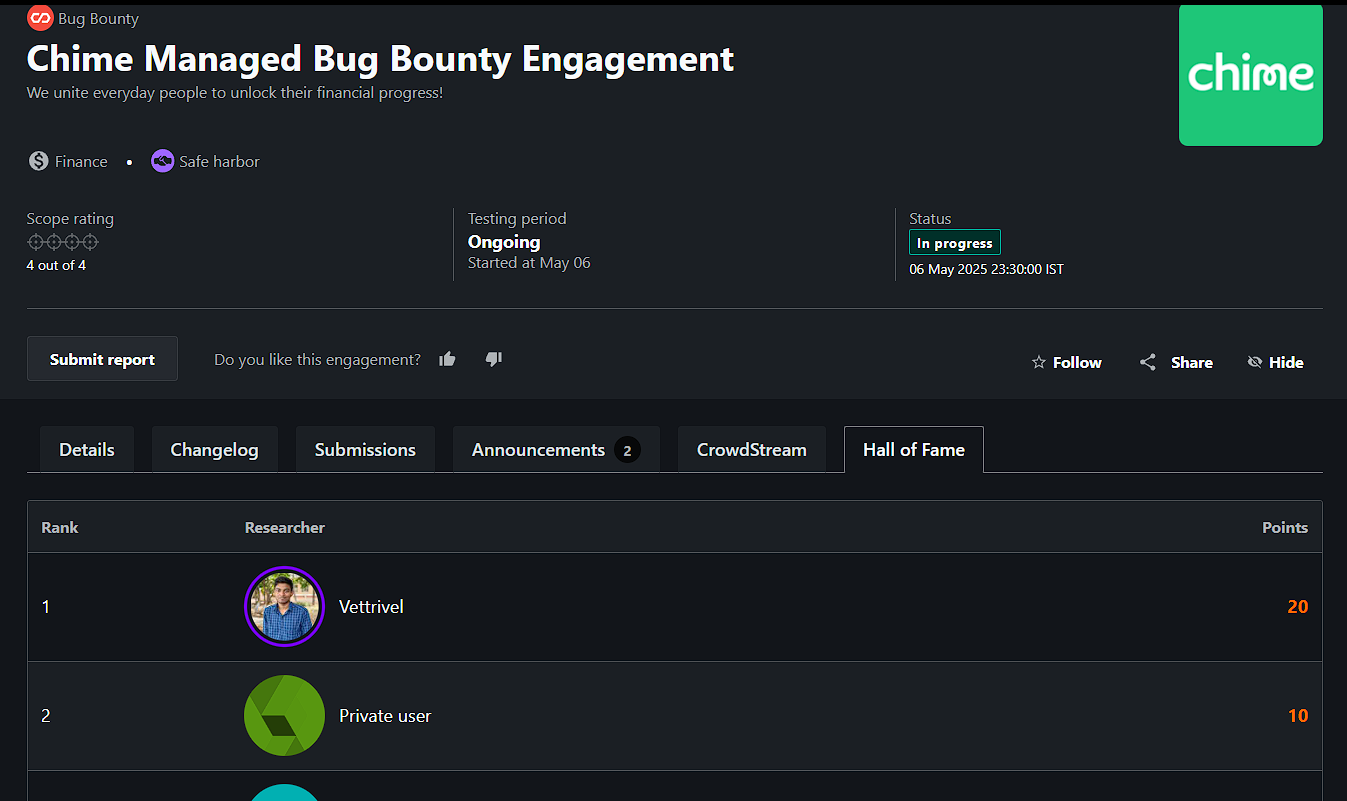 Bug Bounty
Chime Managed Bug Bounty Engagement
We unite everyday people to unlock their financial progress!
chime
Finance • Safe harbor
Scope rating
4 out of 4
Testing period
Ongoing
Started at May 06
Status
In progress
06 May 2025 23:30:00 IST
Submit report
Do you like this engagement?
Follow
Share
Hide
Details
Changelog
Submissions
Announcements 2
CrowdStream
Hall of Fame
Rank Researcher Points
1 Vettrivel 20
2 Private user 10